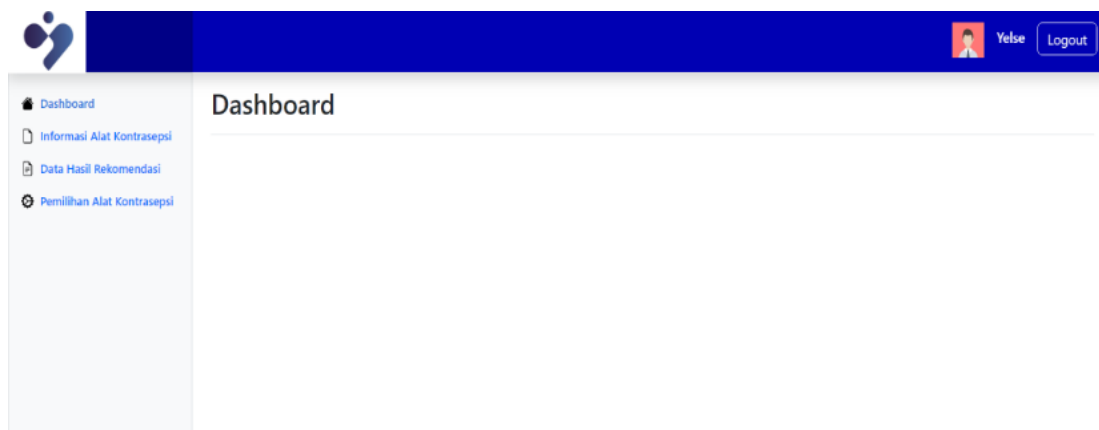 Yelse
Logout
Dashboard
Informasi Alat Kontrasepsi
Data Hasil Rekomendasi
Pemilihan Alat Kontrasepsi
Dashboard